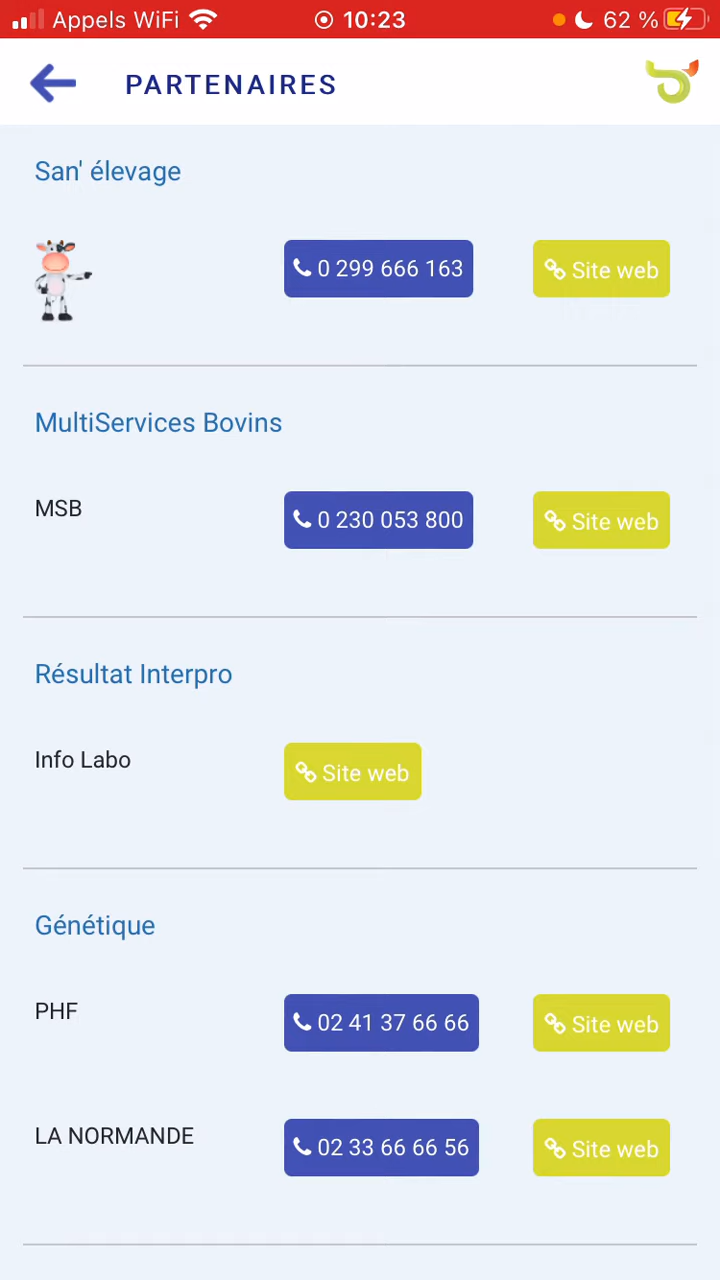 Appels WiFi 10:23 62 %
PARTENAIRES
San' élevage
0 299 666 163 Site web
MultiServices Bovins
MSB 0 230 053 800 Site web
Résultat Interpro
Info Labo Site web
Génétique
PHF 02 41 37 66 66 Site web
LA NORMANDE 02 33 66 66 56 Site web